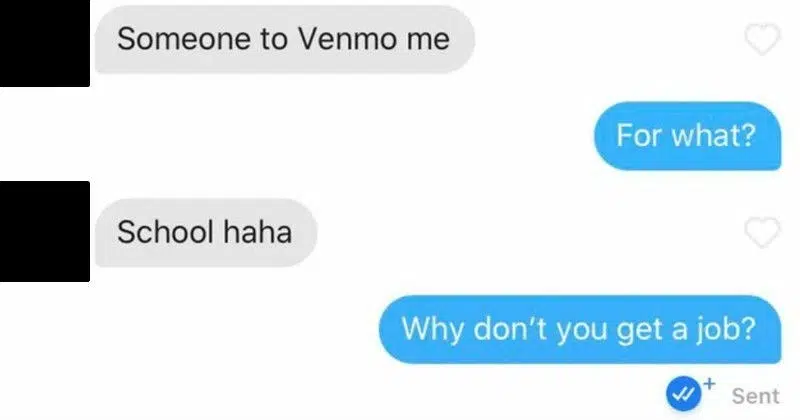 Someone to Venmo me
For what?
School haha
Why don’t you get a job?
Sent